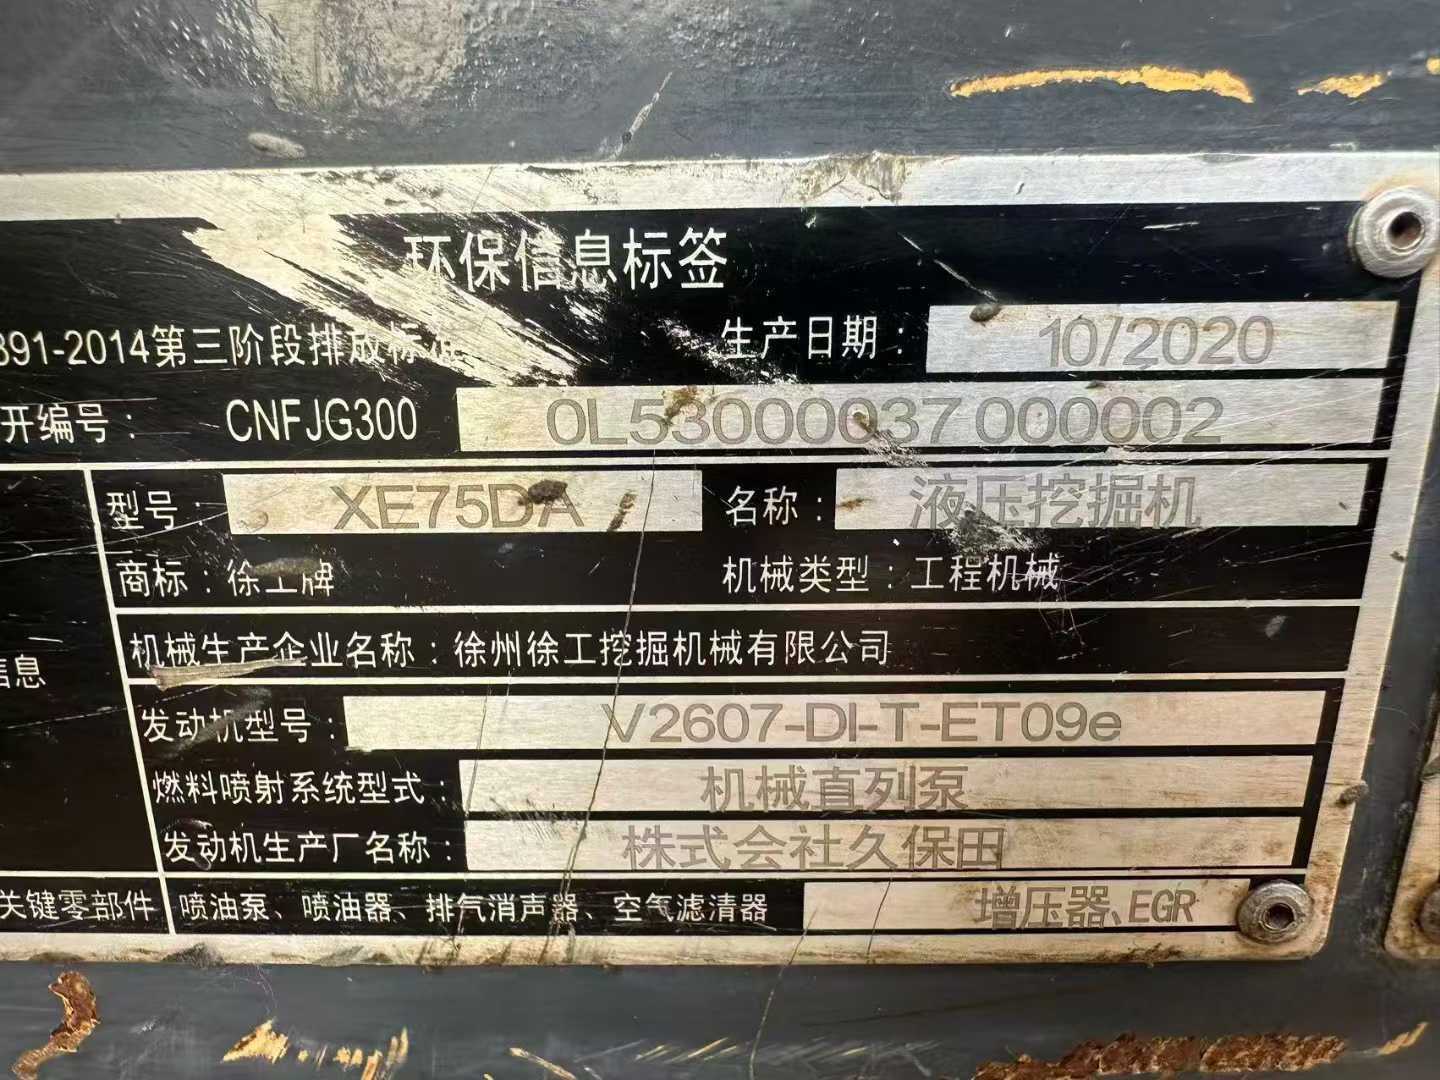 环保信息标签
891-2014第三阶段排放标准 生产日期：10/2020
开编号：CNFJG300 0L53000037000002
型号：XE75DA 名称：液压挖掘机
商标：徐工牌 机械类型：工程机械
机械生产企业名称：徐州徐工挖掘机械有限公司
信息
发动机型号：V2607-DI-T-ET09e
燃料喷射系统型式：机械直列泵
发动机生产厂名称：株式会社久保田
关键零部件 喷油泵、喷油器、排气消声器、空气滤清器 增压器、EGR